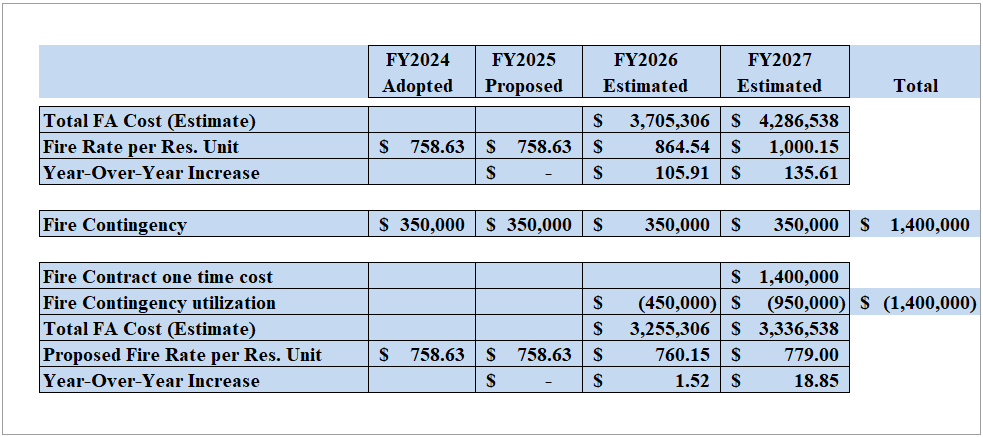 FY2024 FY2025 FY2026 FY2027
Adopted Proposed Estimated Estimated Total
Total FA Cost (Estimate) $ 3,705,306 $ 4,286,538
Fire Rate per Res. Unit $ 758.63 $ 758.63 $ 864.54 $ 1,000.15
Year-Over-Year Increase $ - $ 105.91 $ 135.61
Fire Contingency $ 350,000 $ 350,000 $ 350,000 $ 350,000 $ 1,400,000
Fire Contract one time cost $ 1,400,000
Fire Contingency utilization $ (450,000) $ (950,000) $ (1,400,000)
Total FA Cost (Estimate) $ 3,255,306 $ 3,336,538
Proposed Fire Rate per Res. Unit $ 758.63 $ 758.63 $ 760.15 $ 779.00
Year-Over-Year Increase $ - $ 1.52 $ 18.85